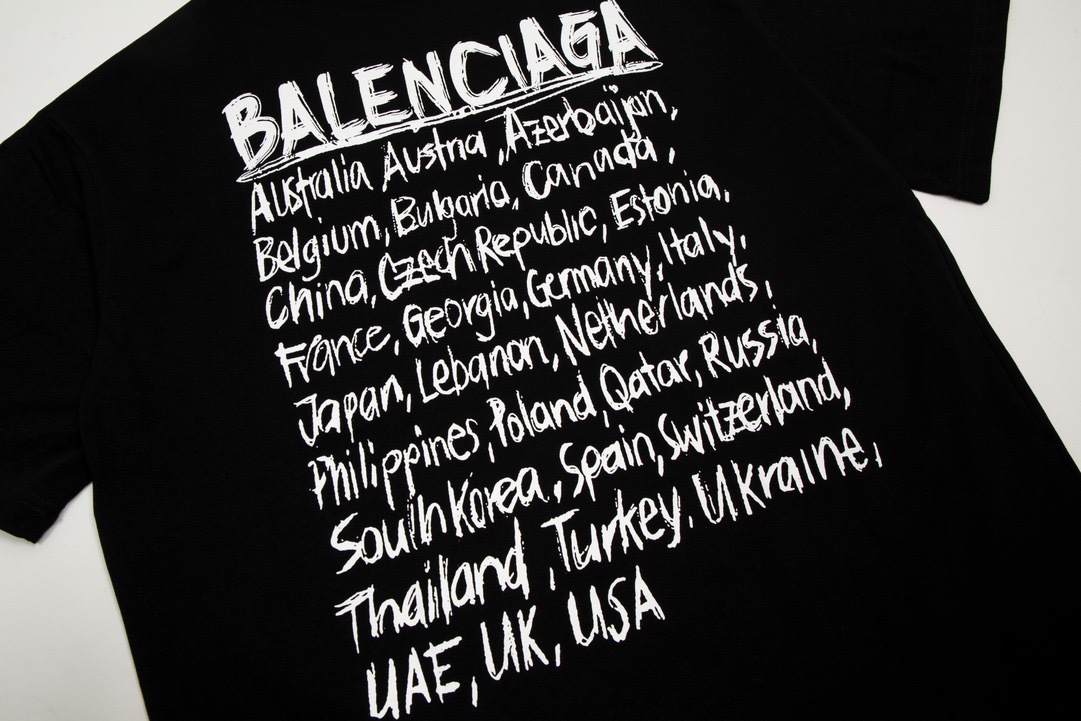 BALENCIAGA
Australia Austria, Azerbaijan,
Belgium, Bulgaria, Canada,
China, Czech Republic, Estonia,
France, Georgia, Germany, Italy,
Japan, Lebanon, Netherlands,
Philippines, Poland, Qatar, Russia,
South Korea, Spain, Switzerland,
Thailand, Turkey, Ukraine,
UAE, UK, USA